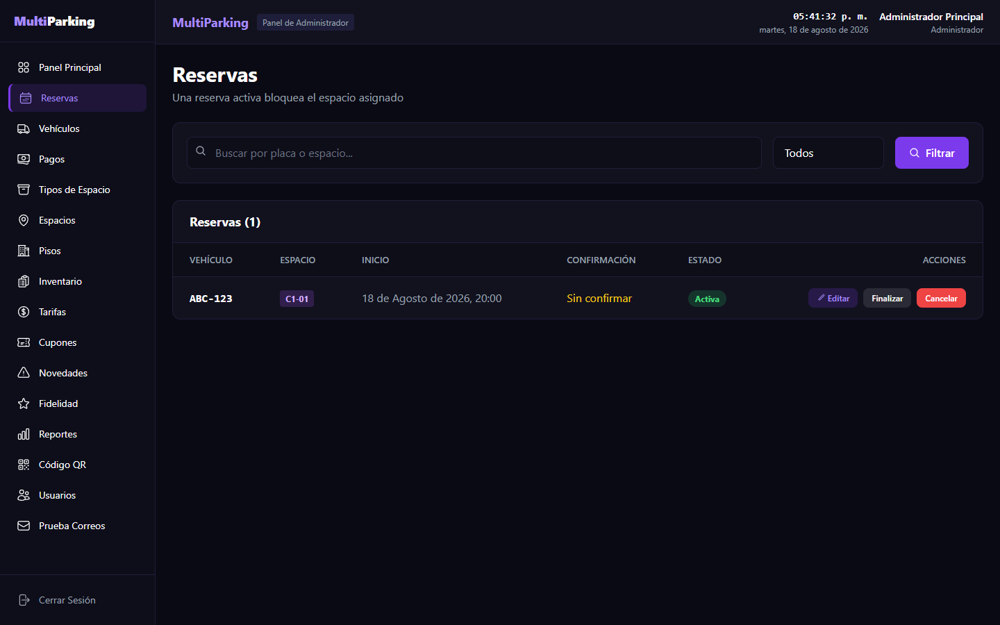 MultiParking
Panel Principal
Reservas
Vehículos
Pagos
Tipos de Espacio
Espacios
Pisos
Inventario
Tarifas
Cupones
Novedades
Fidelidad
Reportes
Código QR
Usuarios
Prueba Correos
Cerrar Sesión
MultiParking Panel de Administrador
05:41:32 p. m. Administrador Principal
martes, 18 de agosto de 2026 Administrador
Reservas
Una reserva activa bloquea el espacio asignado
Buscar por placa o espacio... Todos Filtrar
Reservas (1)
VEHÍCULO ESPACIO INICIO CONFIRMACIÓN ESTADO ACCIONES
ABC-123 C1-01 18 de Agosto de 2026, 20:00 Sin confirmar Activa Editar Finalizar Cancelar